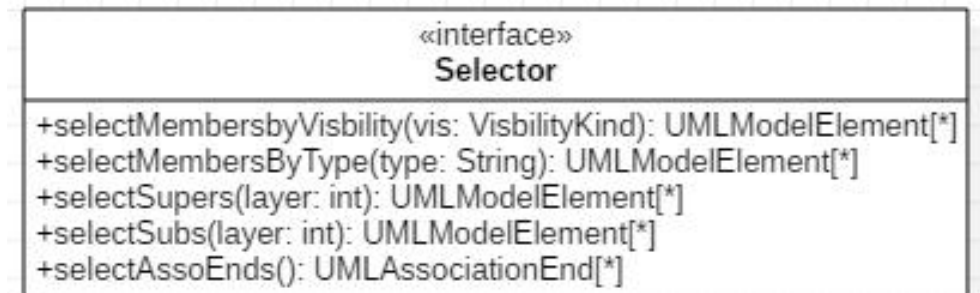 «interface»
Selector
+selectMembersbyVisbility(vis: VisbilityKind): UMLModelElement[*]
+selectMembersByType(type: String): UMLModelElement[*]
+selectSupers(layer: int): UMLModelElement[*]
+selectSubs(layer: int): UMLModelElement[*]
+selectAssoEnds(): UMLAssociationEnd[*]